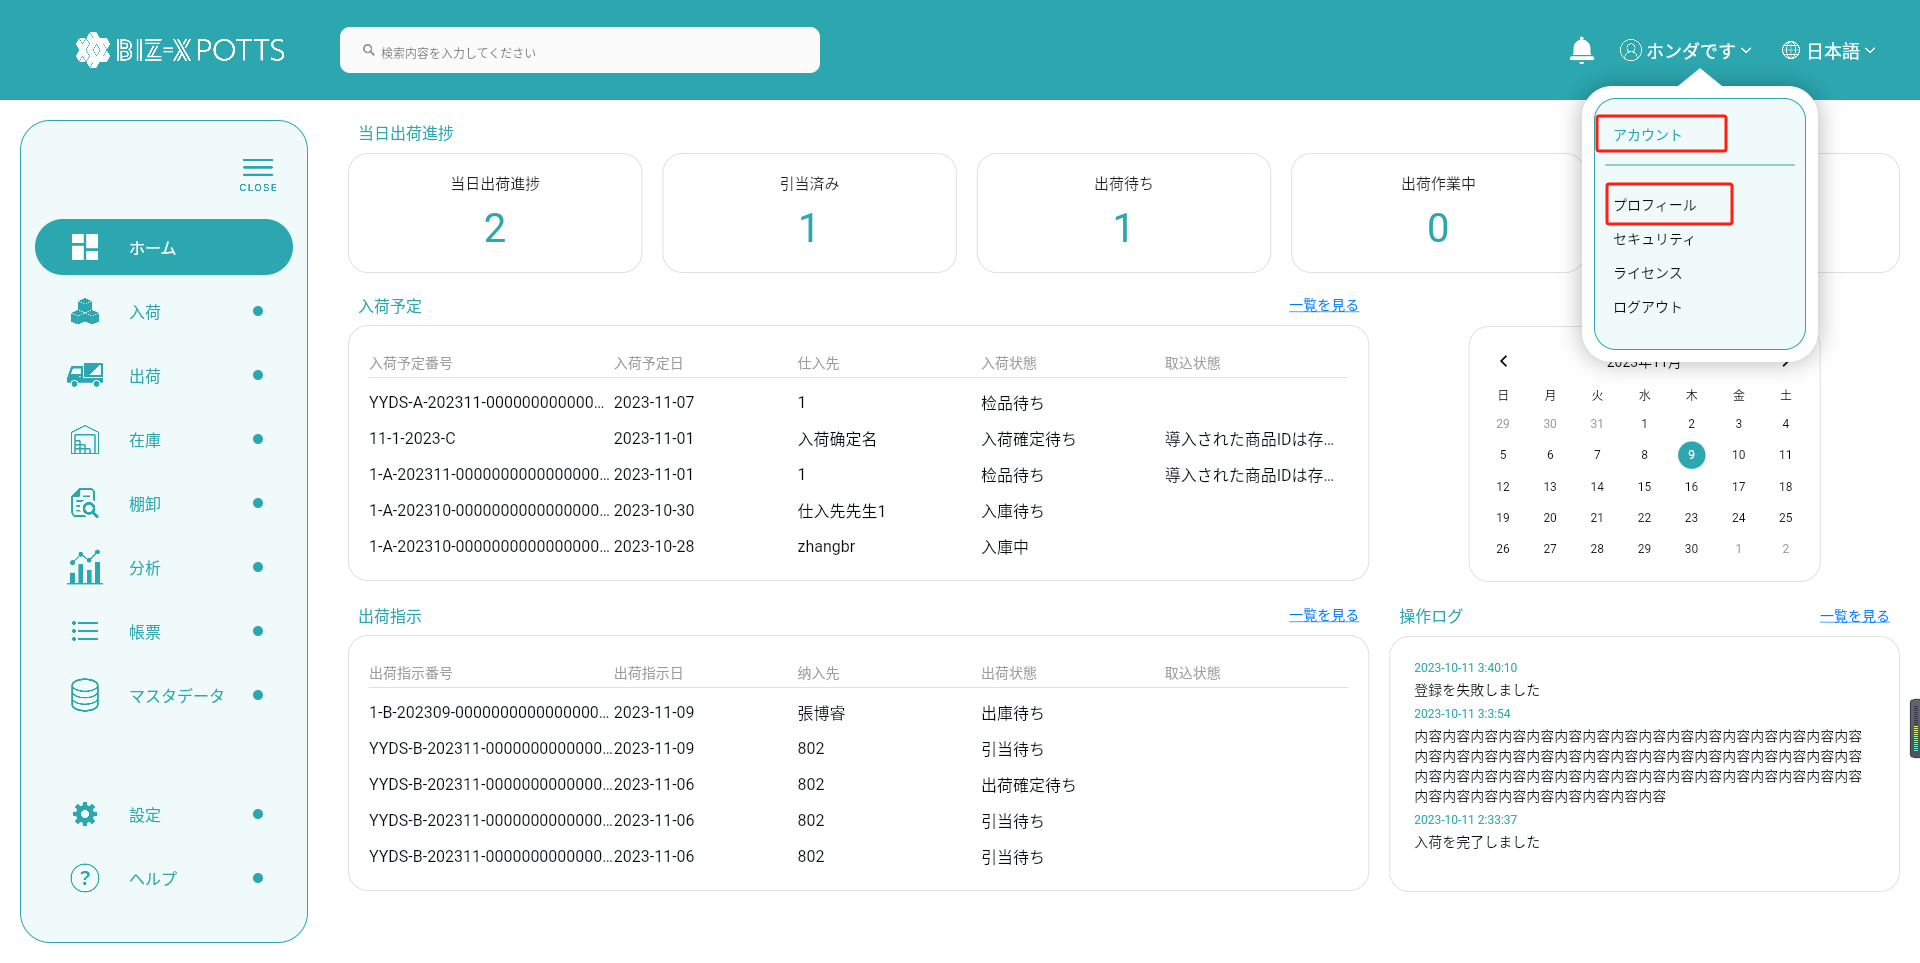 BIZ-X POTTS
検索内容を入力してください
ホンダです
日本語
アカウント
プロフィール
セキュリティ
ライセンス
ログアウト
CLOSE
ホーム
入荷
出荷
在庫
棚卸
分析
帳票
マスタデータ
設定
ヘルプ
当日出荷進捗
当日出荷進捗
2
引当済み
1
出荷待ち
1
出荷作業中
0
入荷予定
一覧を見る
入荷予定番号 入荷予定日 仕入先 入荷状態 取込状態
YYDS-A-202311-000000000000... 2023-11-07 1 检品待ち
11-1-2023-C 2023-11-01 入荷确定名 入荷確定待ち 導入された商品IDは存...
1-A-202311-0000000000000000... 2023-11-01 1 检品待ち 導入された商品IDは存...
1-A-202310-0000000000000000... 2023-10-30 仕入先先生1 入庫待ち
1-A-202310-0000000000000000... 2023-10-28 zhangbr 入庫中
2023年11月
日 月 火 水 木 金 土
29 30 31 1 2 3 4
5 6 7 8 9 10 11
12 13 14 15 16 17 18
19 20 21 22 23 24 25
26 27 28 29 30 1 2
出荷指示
一覧を見る
出荷指示番号 出荷指示日 纳入先 出荷状態 取込状態
1-B-202309-0000000000000000... 2023-11-09 張博睿 出庫待ち
YYDS-B-202311-0000000000000... 2023-11-09 802 引当待ち
YYDS-B-202311-0000000000000... 2023-11-06 802 出荷確定待ち
YYDS-B-202311-0000000000000... 2023-11-06 802 引当待ち
YYDS-B-202311-0000000000000... 2023-11-06 802 引当待ち
操作ログ
一覧を見る
2023-10-11 3:40:10
登録を失敗しました
2023-10-11 3:3:54
内容内容内容内容内容内容内容内容内容内容内容内容内容内容内容内容
内容内容内容内容内容内容内容内容内容内容内容内容内容内容内容内容
内容内容内容内容内容内容内容内容内容内容内容内容内容内容内容内容
内容内容内容内容内容内容内容内容内容
2023-10-11 2:33:37
入荷を完了しました